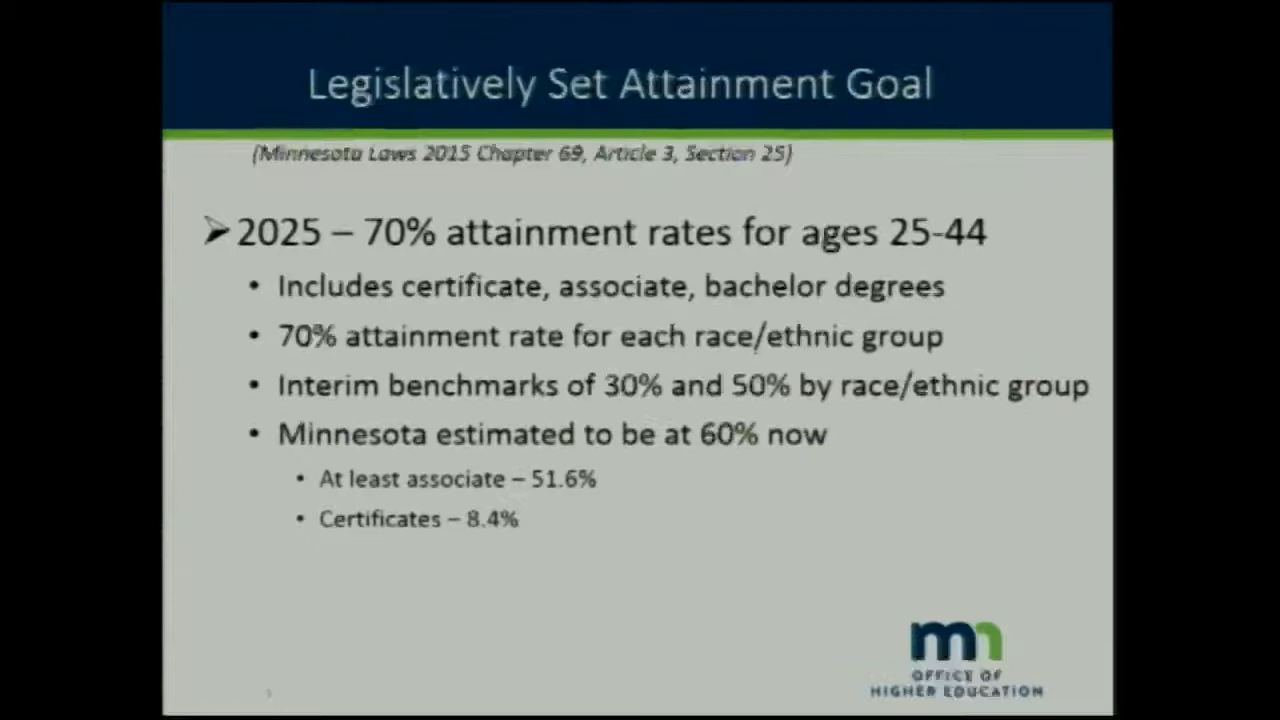 Legislatively Set Attainment Goal
(Minnesota Laws 2015 Chapter 69, Article 3, Section 25)
➢ 2025 – 70% attainment rates for ages 25-44
• Includes certificate, associate, bachelor degrees
• 70% attainment rate for each race/ethnic group
• Interim benchmarks of 30% and 50% by race/ethnic group
• Minnesota estimated to be at 60% now
• At least associate – 51.6%
• Certificates – 8.4%
mn
OFFICE OF
HIGHER EDUCATION